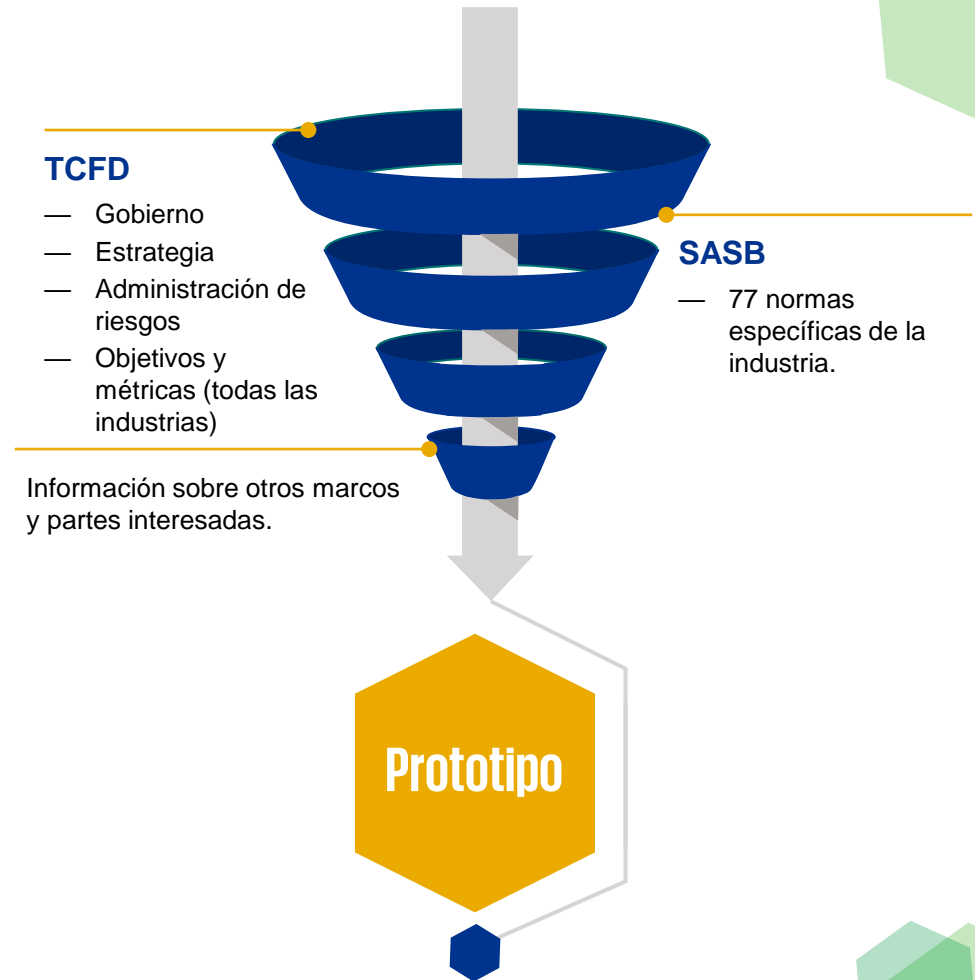 TCFD
— Gobierno
— Estrategia
— Administración de
riesgos
— Objetivos y
métricas (todas las
industrias)
SASB
— 77 normas
específicas de la
industria.
Información sobre otros marcos
y partes interesadas.
Prototipo